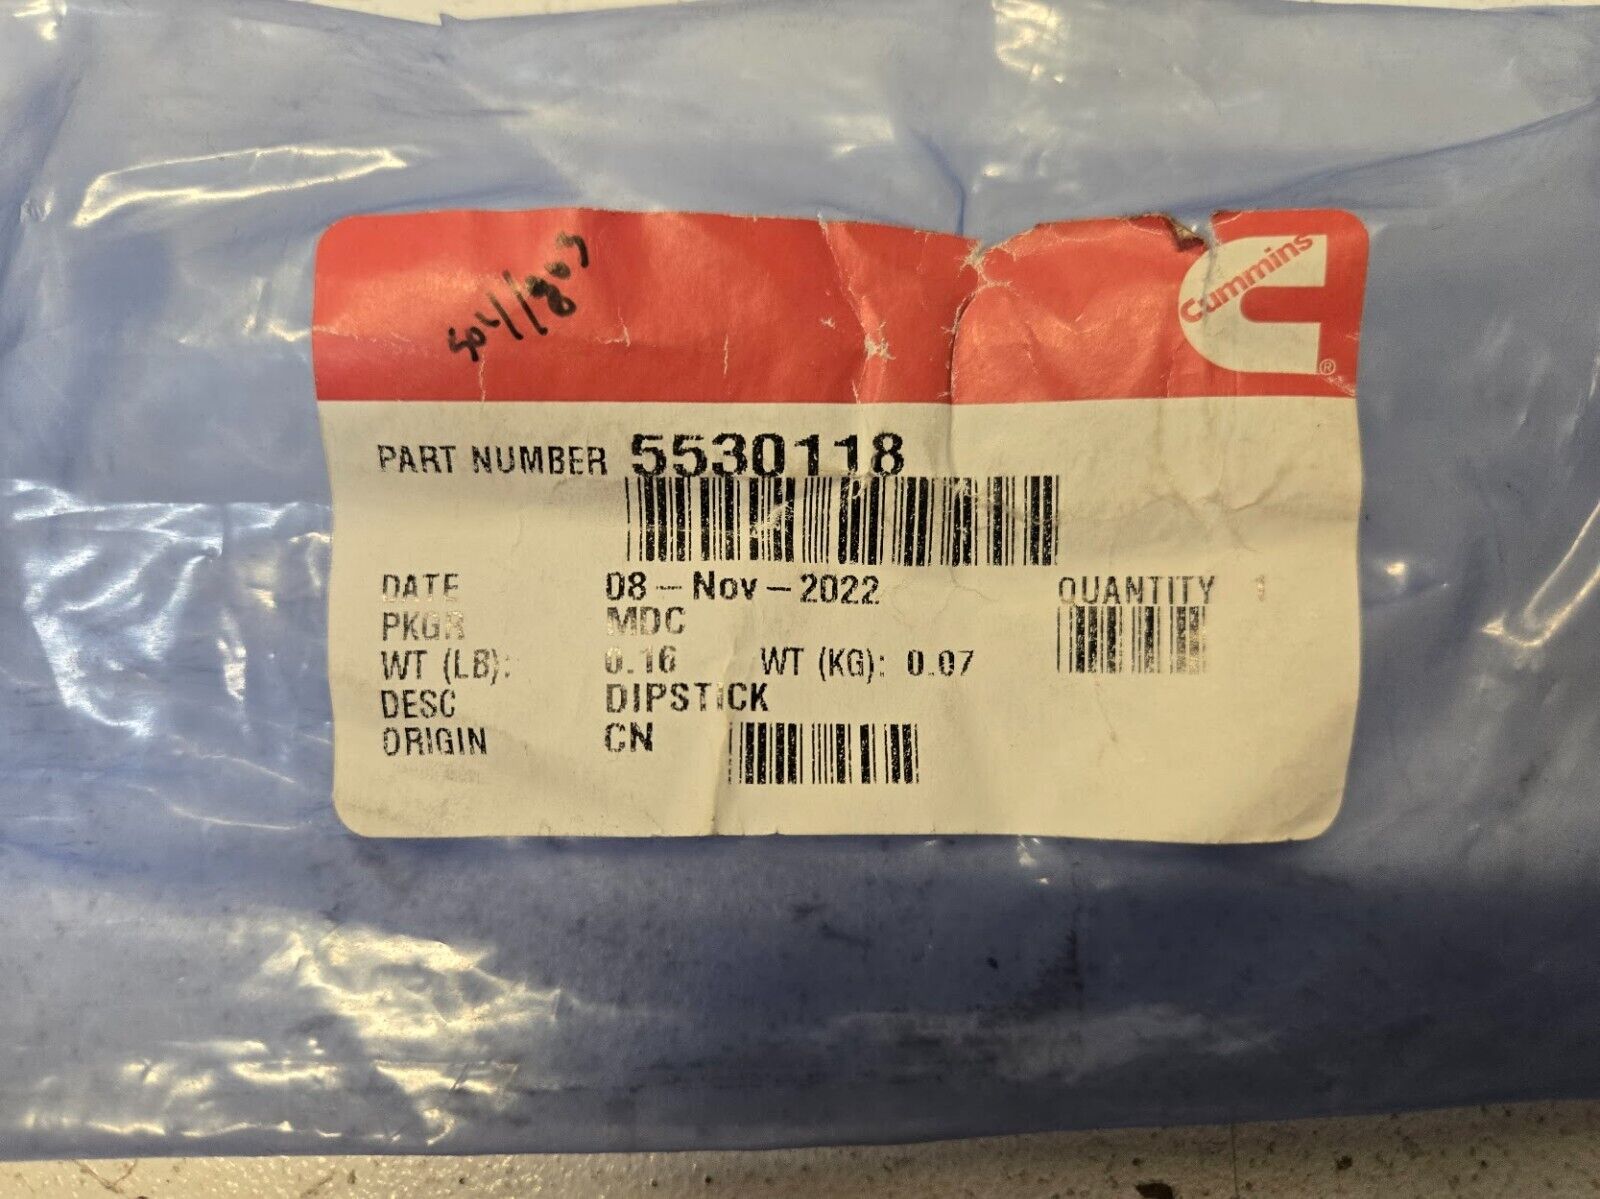 Cummins
®
PART NUMBER 5530118
DATE 08-Nov-2022 QUANTITY 1
PKGR MDC
WT (LB): 0.16 WT (KG): 0.07
DESC DIPSTICK
ORIGIN CN